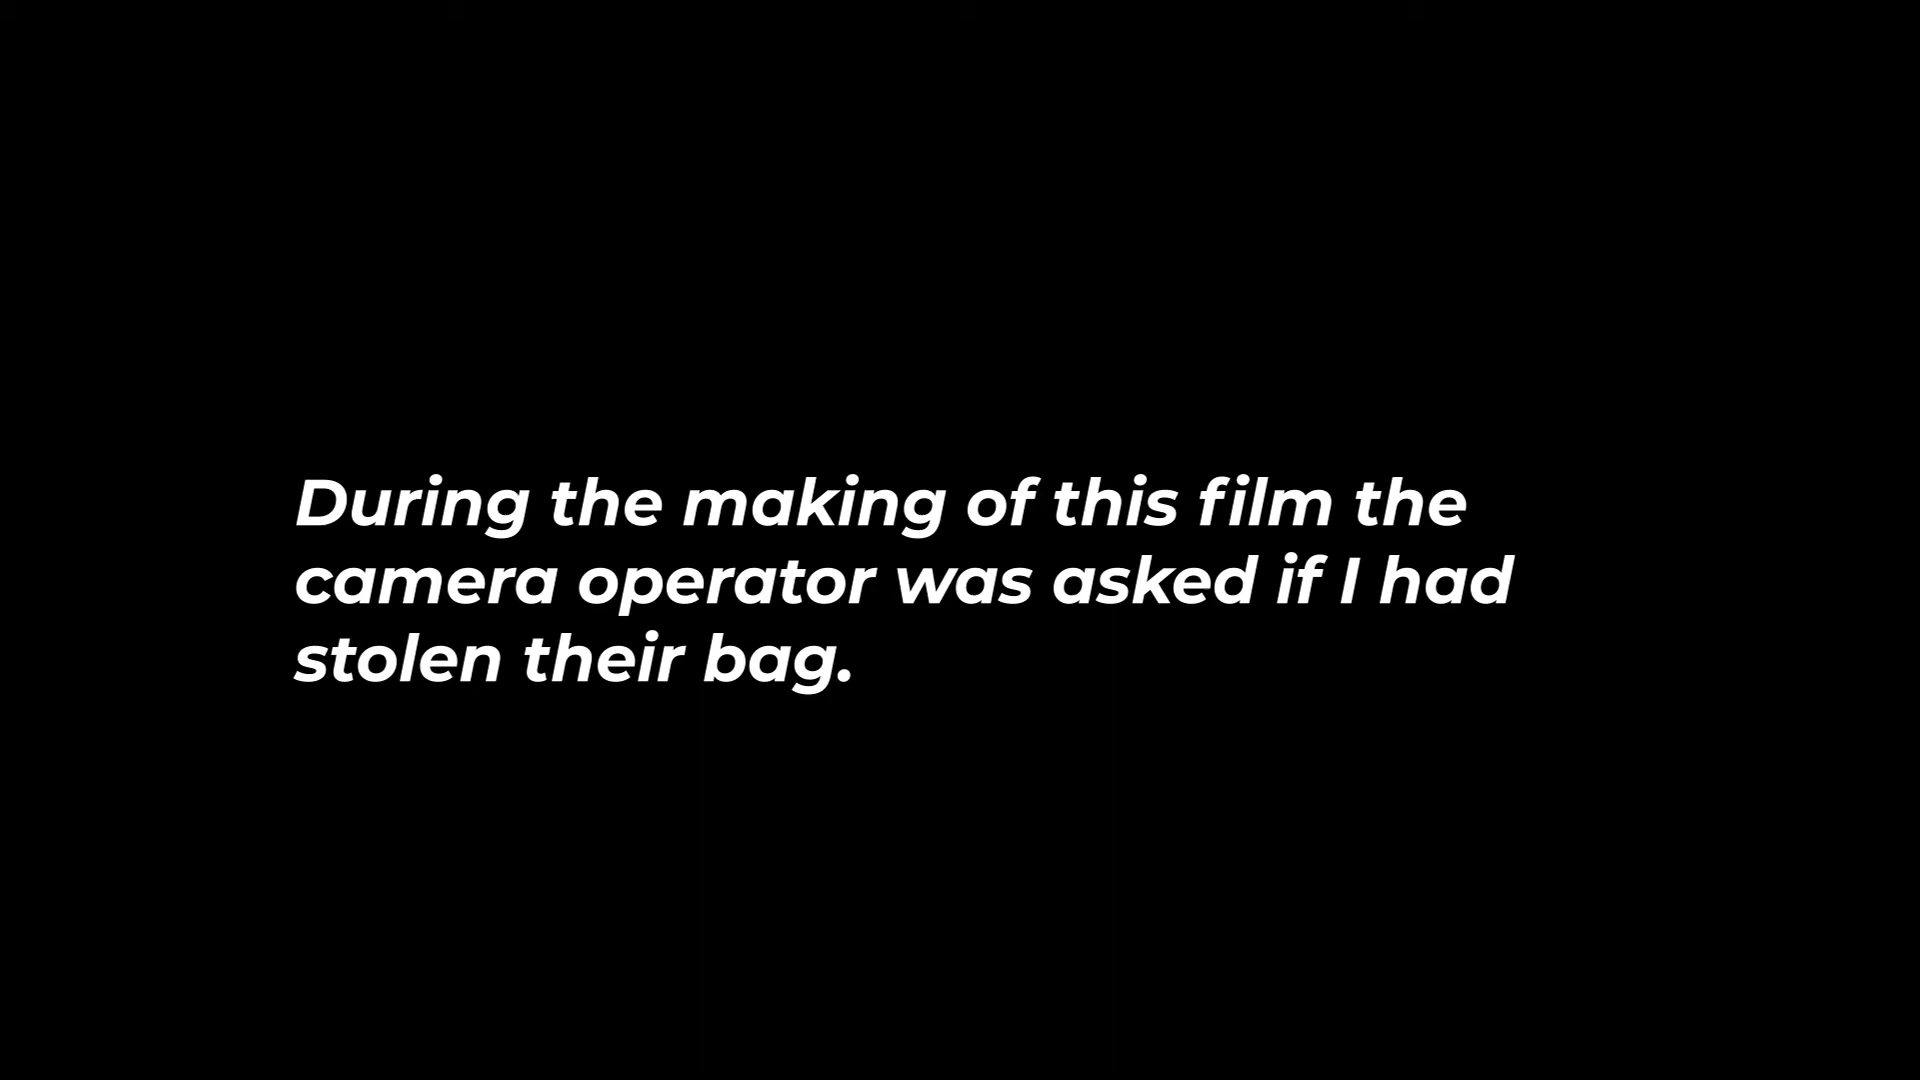 During the making of this film the
camera operator was asked if I had
stolen their bag.